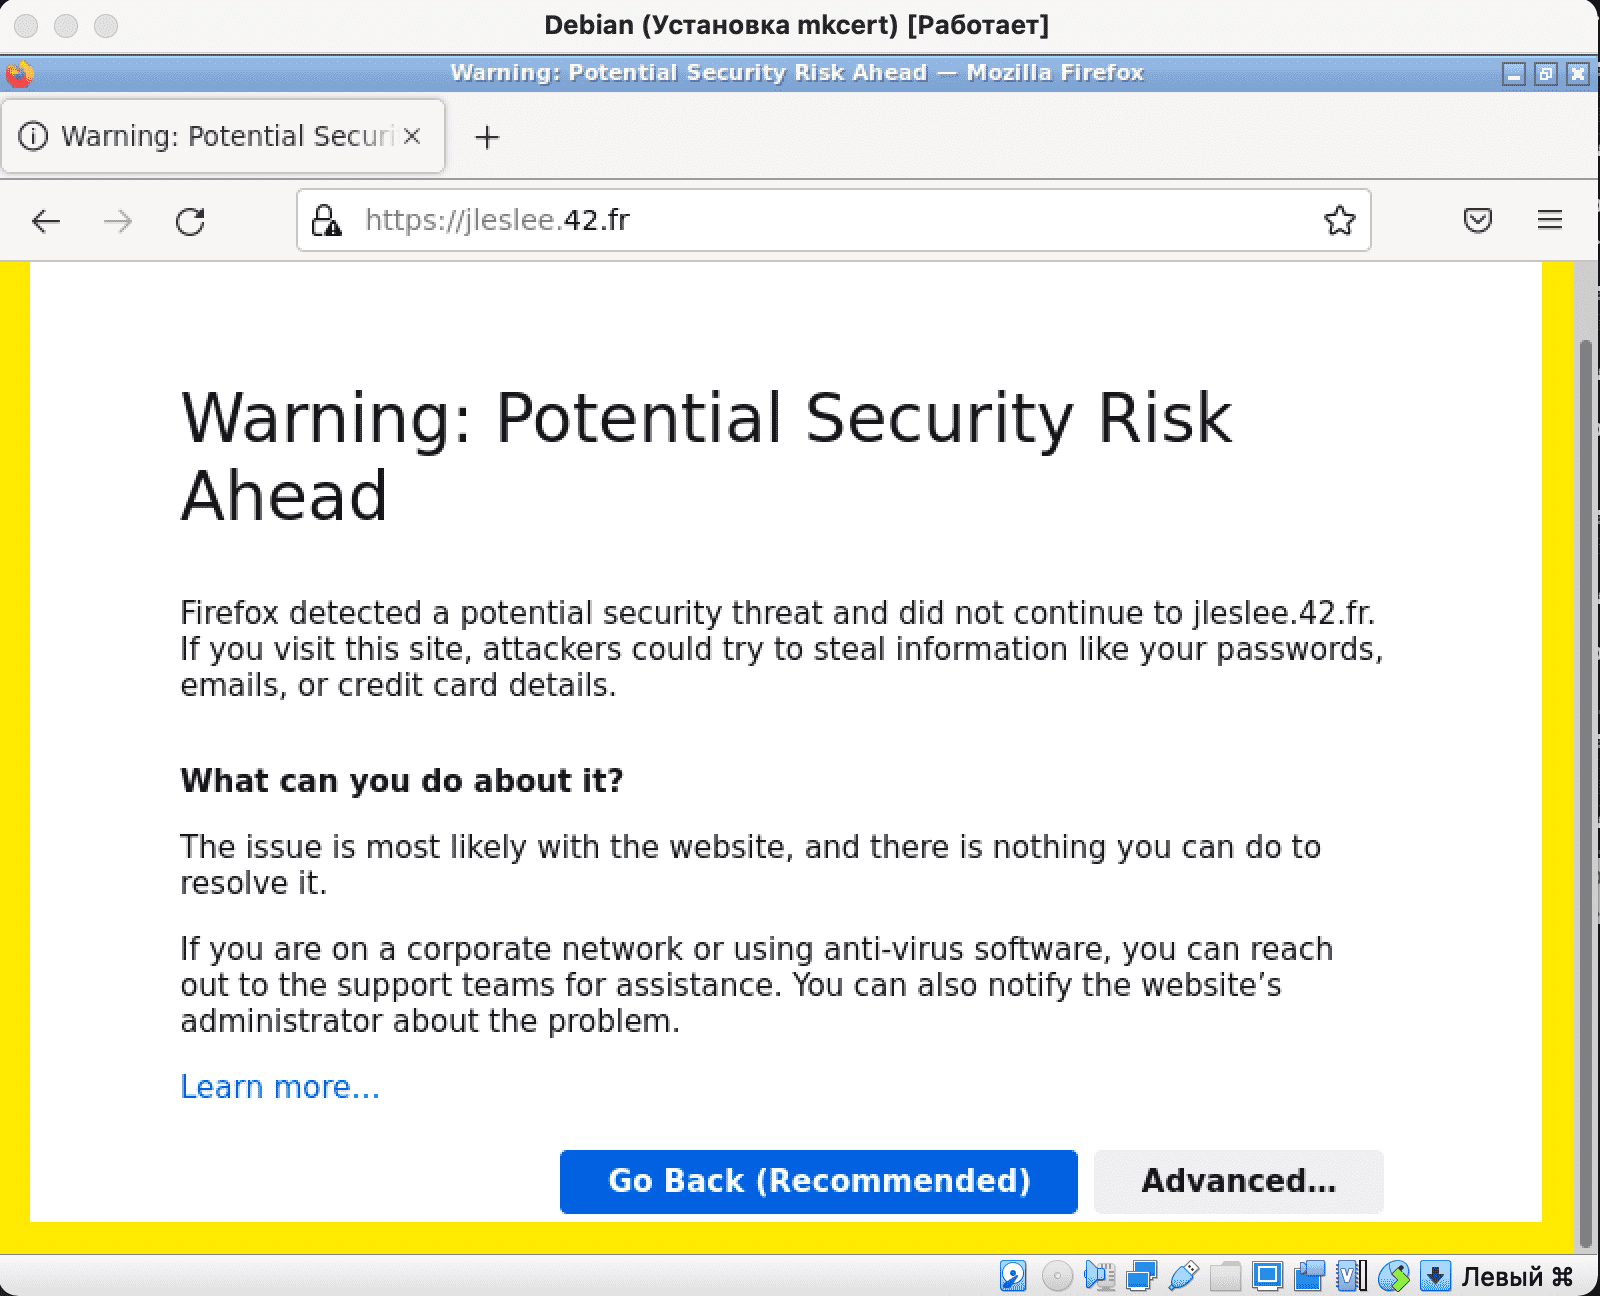 Debian (Установка mkcert) [Работает]
Warning: Potential Security Risk Ahead — Mozilla Firefox
Warning: Potential Securi
https://jleslee.42.fr
Warning: Potential Security Risk
Ahead
Firefox detected a potential security threat and did not continue to jleslee.42.fr.
If you visit this site, attackers could try to steal information like your passwords,
emails, or credit card details.
What can you do about it?
The issue is most likely with the website, and there is nothing you can do to
resolve it.
If you are on a corporate network or using anti-virus software, you can reach
out to the support teams for assistance. You can also notify the website’s
administrator about the problem.
Learn more…
Go Back (Recommended)
Advanced…
Левый ⌘